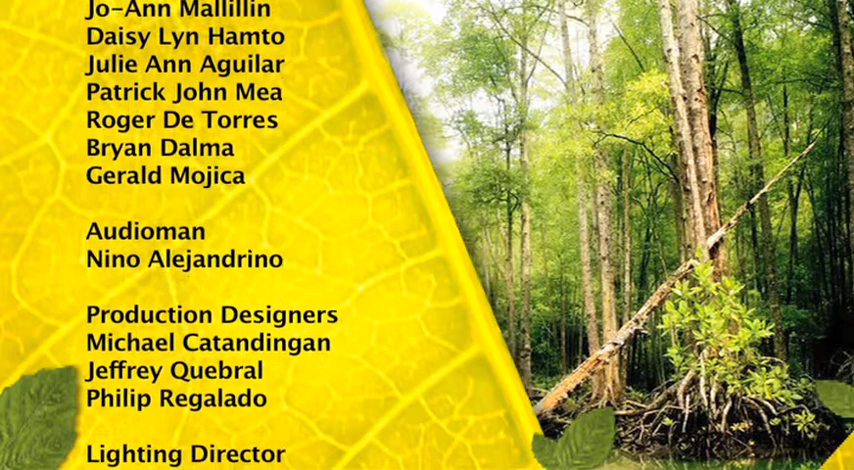 Jo-Ann Mallillin
Daisy Lyn Hamto
Julie Ann Aguilar
Patrick John Mea
Roger De Torres
Bryan Dalma
Gerald Mojica
Audioman
Nino Alejandrino
Production Designers
Michael Catandingan
Jeffrey Quebral
Philip Regalado
Lighting Director